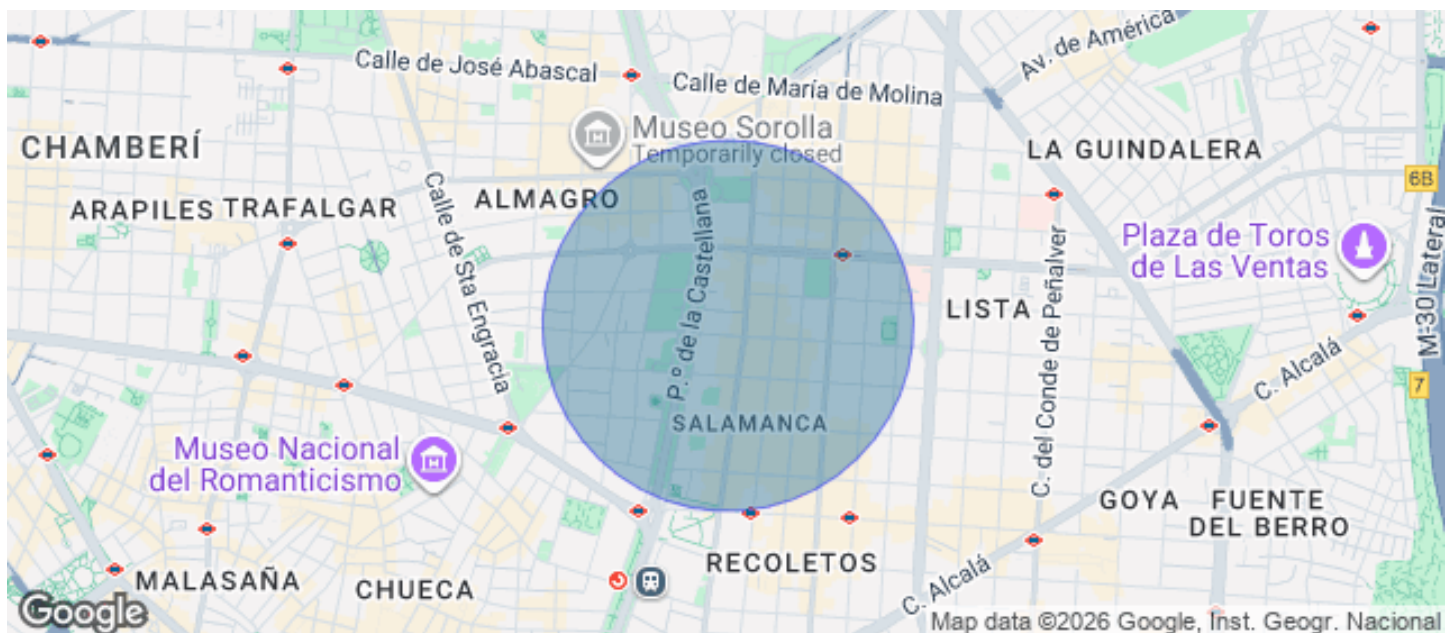 Calle de José Abascal
Calle de María de Molina
Av. de América
CHAMBERÍ
Museo Sorolla
Temporarily closed
LA GUINDALERA
6B
ARAPILES
TRAFALGAR
ALMAGRO
Calle de Sta Engracia
P.º de la Castellana
C. del Conde de Peñalver
Plaza de Toros
de Las Ventas
M-30 Lateral
LISTA
7
C. Alcalá
SALAMANCA
Museo Nacional
del Romanticismo
GOYA
FUENTE
DEL BERRO
RECOLETOS
MALASAÑA
CHUECA
C. Alcalá
Google
Map data ©2026 Google, Inst. Geogr. Nacional